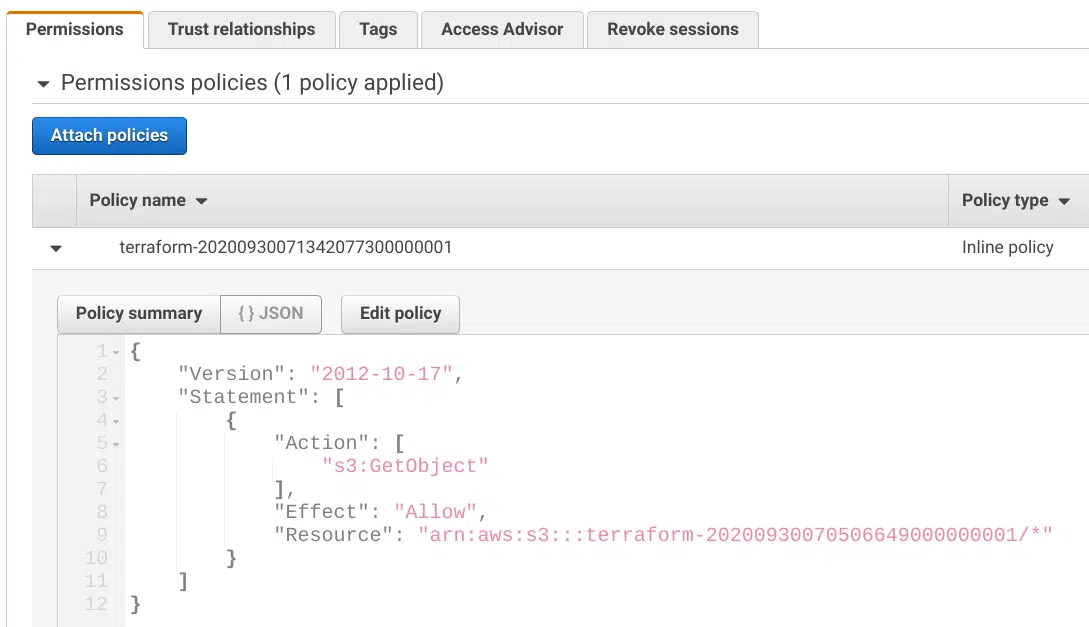 Permissions Trust relationships Tags Access Advisor Revoke sessions
Permissions policies (1 policy applied)
Attach policies
Policy name Policy type
terraform-20200930071342077300000001 Inline policy
Policy summary { } JSON Edit policy
1 {
2     "Version": "2012-10-17",
3     "Statement": [
4         {
5             "Action": [
6                 "s3:GetObject"
7             ],
8             "Effect": "Allow",
9             "Resource": "arn:aws:s3:::terraform-20200930070506649000000001/*"
10         }
11     ]
12 }